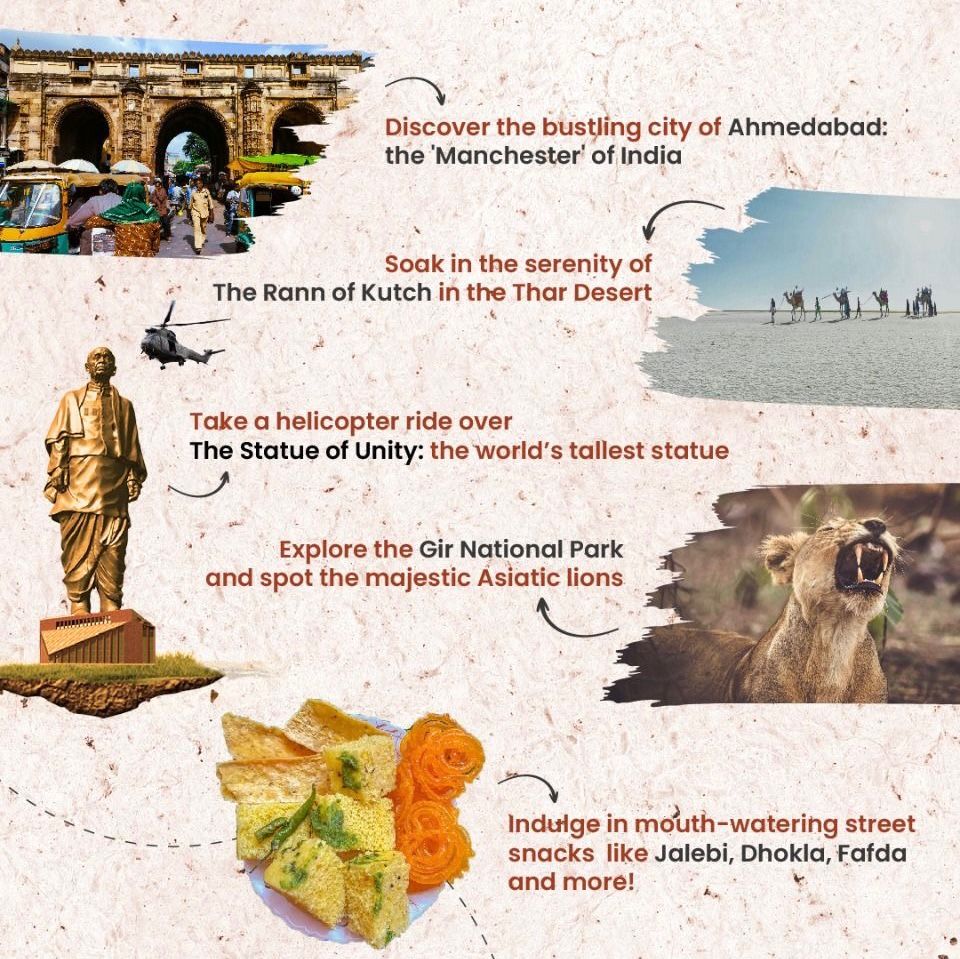 Discover the bustling city of Ahmedabad:
the 'Manchester' of India
Soak in the serenity of
The Rann of Kutch in the Thar Desert
Take a helicopter ride over
The Statue of Unity: the world’s tallest statue
Explore the Gir National Park
and spot the majestic Asiatic lions
Indulge in mouth-watering street
snacks like Jalebi, Dhokla, Fafda
and more!